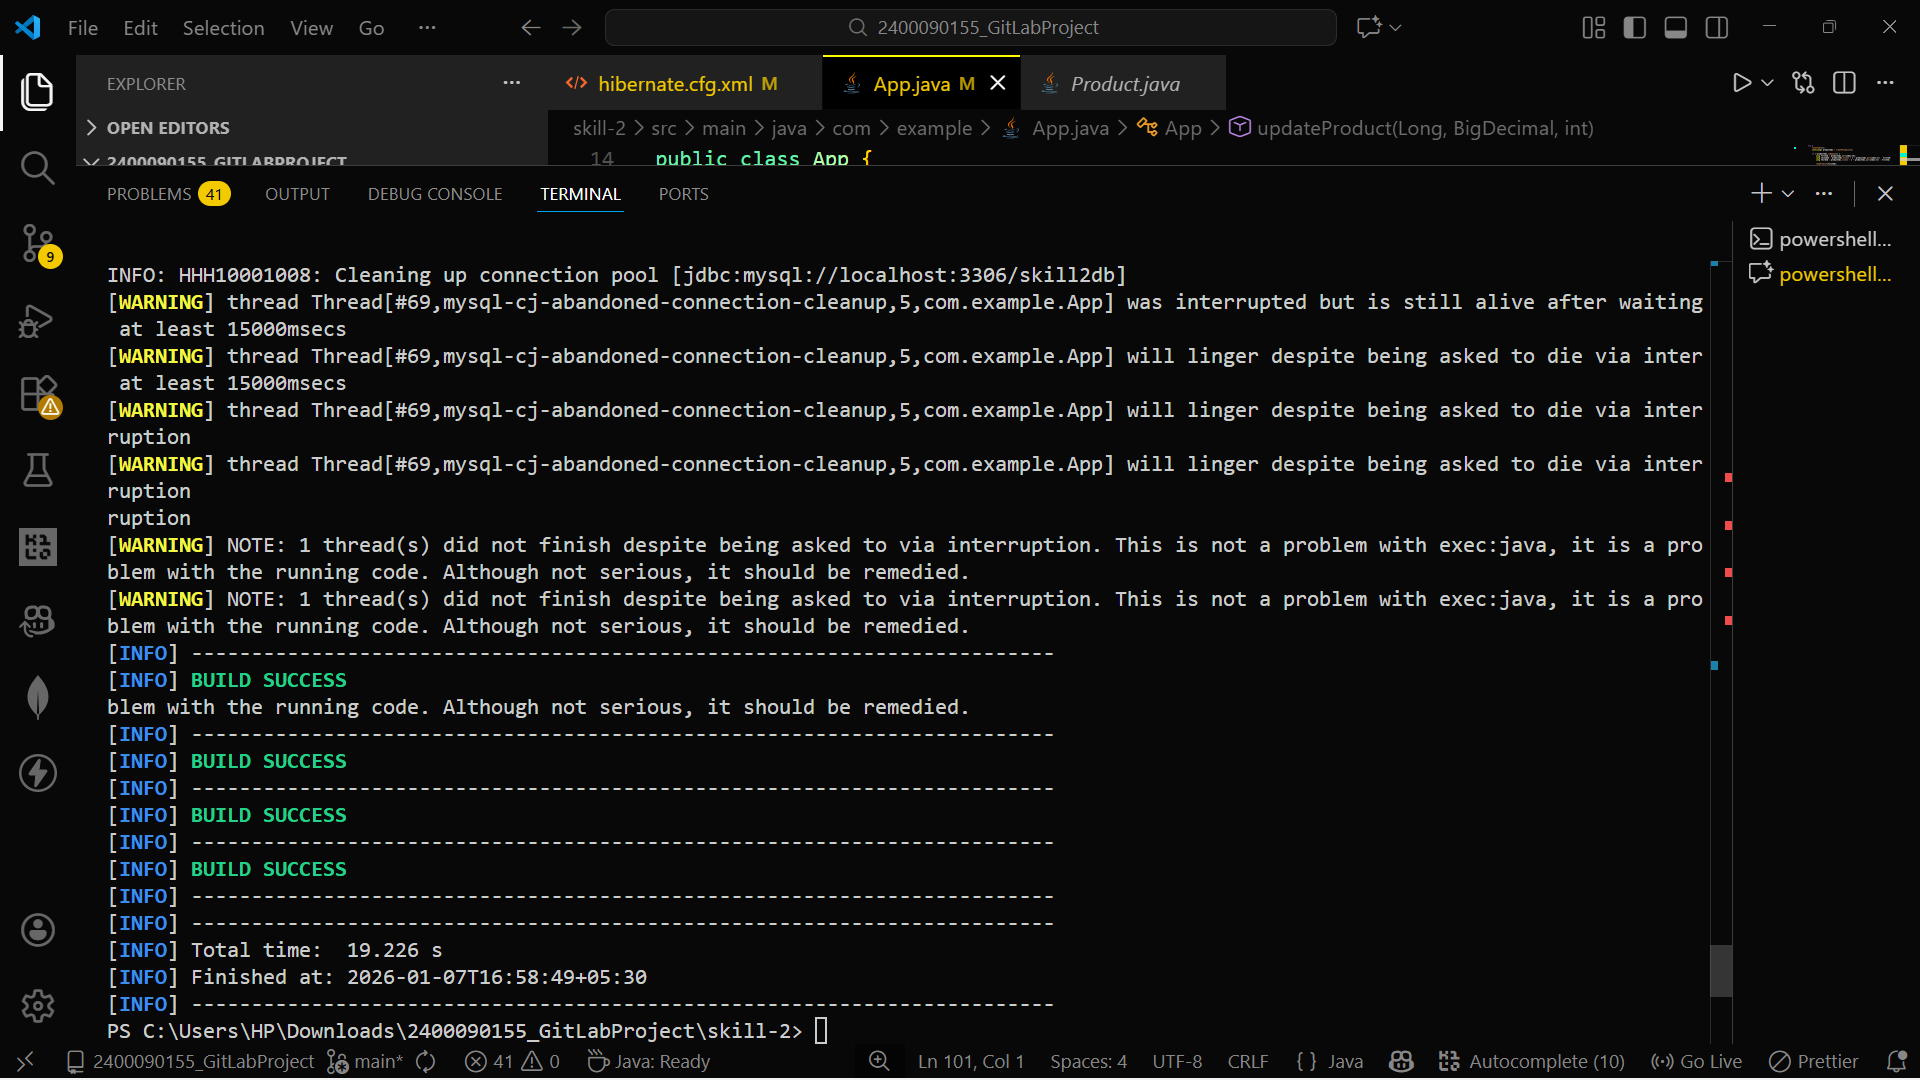 File Edit Selection View Go ··· 2400090155_GitLabProject
EXPLORER ··· hibernate.cfg.xml M App.java M Product.java
OPEN EDITORS
skill-2 > src > main > java > com > example > App.java > App > updateProduct(Long, BigDecimal, int)
2400090155_GITLABPROJECT
14 public class App {
PROBLEMS 41 OUTPUT DEBUG CONSOLE TERMINAL PORTS
INFO: HHH10001008: Cleaning up connection pool [jdbc:mysql://localhost:3306/skill2db]
[WARNING] thread Thread[#69,mysql-cj-abandoned-connection-cleanup,5,com.example.App] was interrupted but is still alive after waiting
at least 15000msecs
[WARNING] thread Thread[#69,mysql-cj-abandoned-connection-cleanup,5,com.example.App] will linger despite being asked to die via inter
at least 15000msecs
[WARNING] thread Thread[#69,mysql-cj-abandoned-connection-cleanup,5,com.example.App] will linger despite being asked to die via inter
ruption
[WARNING] thread Thread[#69,mysql-cj-abandoned-connection-cleanup,5,com.example.App] will linger despite being asked to die via inter
ruption
ruption
[WARNING] NOTE: 1 thread(s) did not finish despite being asked to via interruption. This is not a problem with exec:java, it is a pro
blem with the running code. Although not serious, it should be remedied.
[WARNING] NOTE: 1 thread(s) did not finish despite being asked to via interruption. This is not a problem with exec:java, it is a pro
blem with the running code. Although not serious, it should be remedied.
[INFO] ------------------------------------------------------------------------
[INFO] BUILD SUCCESS
blem with the running code. Although not serious, it should be remedied.
[INFO] ------------------------------------------------------------------------
[INFO] BUILD SUCCESS
[INFO] ------------------------------------------------------------------------
[INFO] BUILD SUCCESS
[INFO] ------------------------------------------------------------------------
[INFO] BUILD SUCCESS
[INFO] ------------------------------------------------------------------------
[INFO] ------------------------------------------------------------------------
[INFO] Total time:  19.226 s
[INFO] Finished at: 2026-01-07T16:58:49+05:30
[INFO] ------------------------------------------------------------------------
PS C:\Users\HP\Downloads\2400090155_GitLabProject\skill-2>
powershell...
powershell...
9
2400090155_GitLabProject main* 41 0 Java: Ready Ln 101, Col 1 Spaces: 4 UTF-8 CRLF { } Java Autocomplete (10) Go Live Prettier